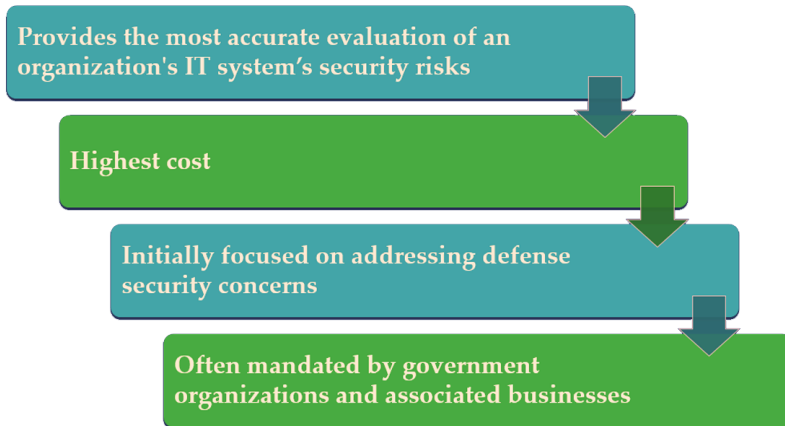 Provides the most accurate evaluation of an
organization's IT system’s security risks
Highest cost
Initially focused on addressing defense
security concerns
Often mandated by government
organizations and associated businesses